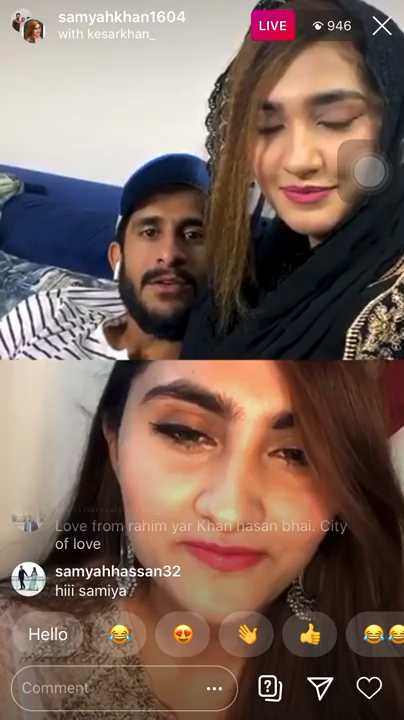 samyahkhan1604
with kesarkhan_
LIVE
946
Love from rahim yar Khan hasan bhai. City
of love
samyahhassan32
hiii samiya
Hello
Comment